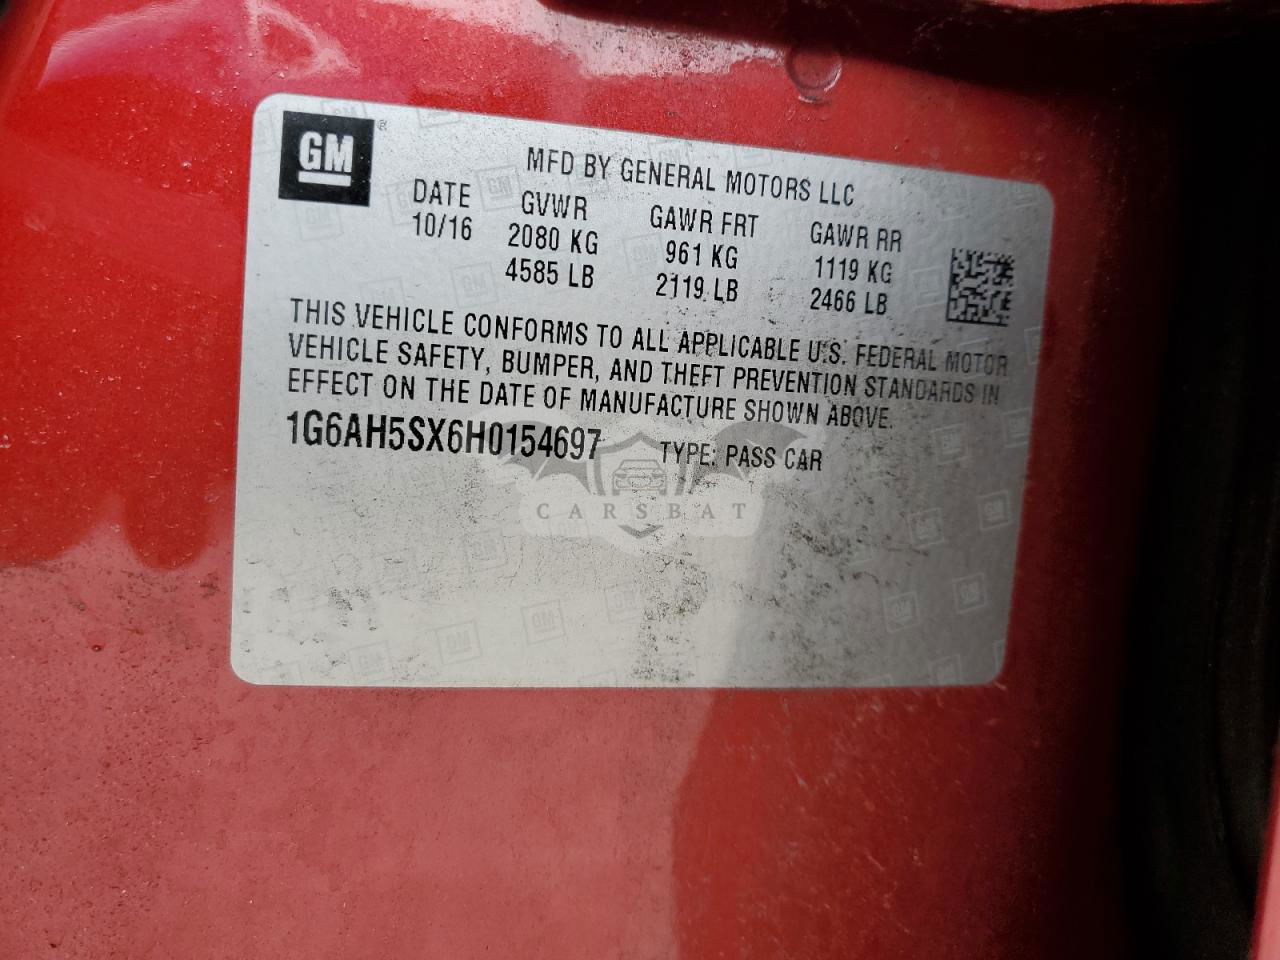 GM
MFD BY GENERAL MOTORS LLC
DATE GVWR GAWR FRT GAWR RR
10/16 2080 KG 961 KG 1119 KG
4585 LB 2119 LB 2466 LB
THIS VEHICLE CONFORMS TO ALL APPLICABLE U.S. FEDERAL MOTOR
VEHICLE SAFETY, BUMPER, AND THEFT PREVENTION STANDARDS IN
EFFECT ON THE DATE OF MANUFACTURE SHOWN ABOVE.
1G6AH5SX6H0154697 TYPE: PASS CAR
CARSBAT